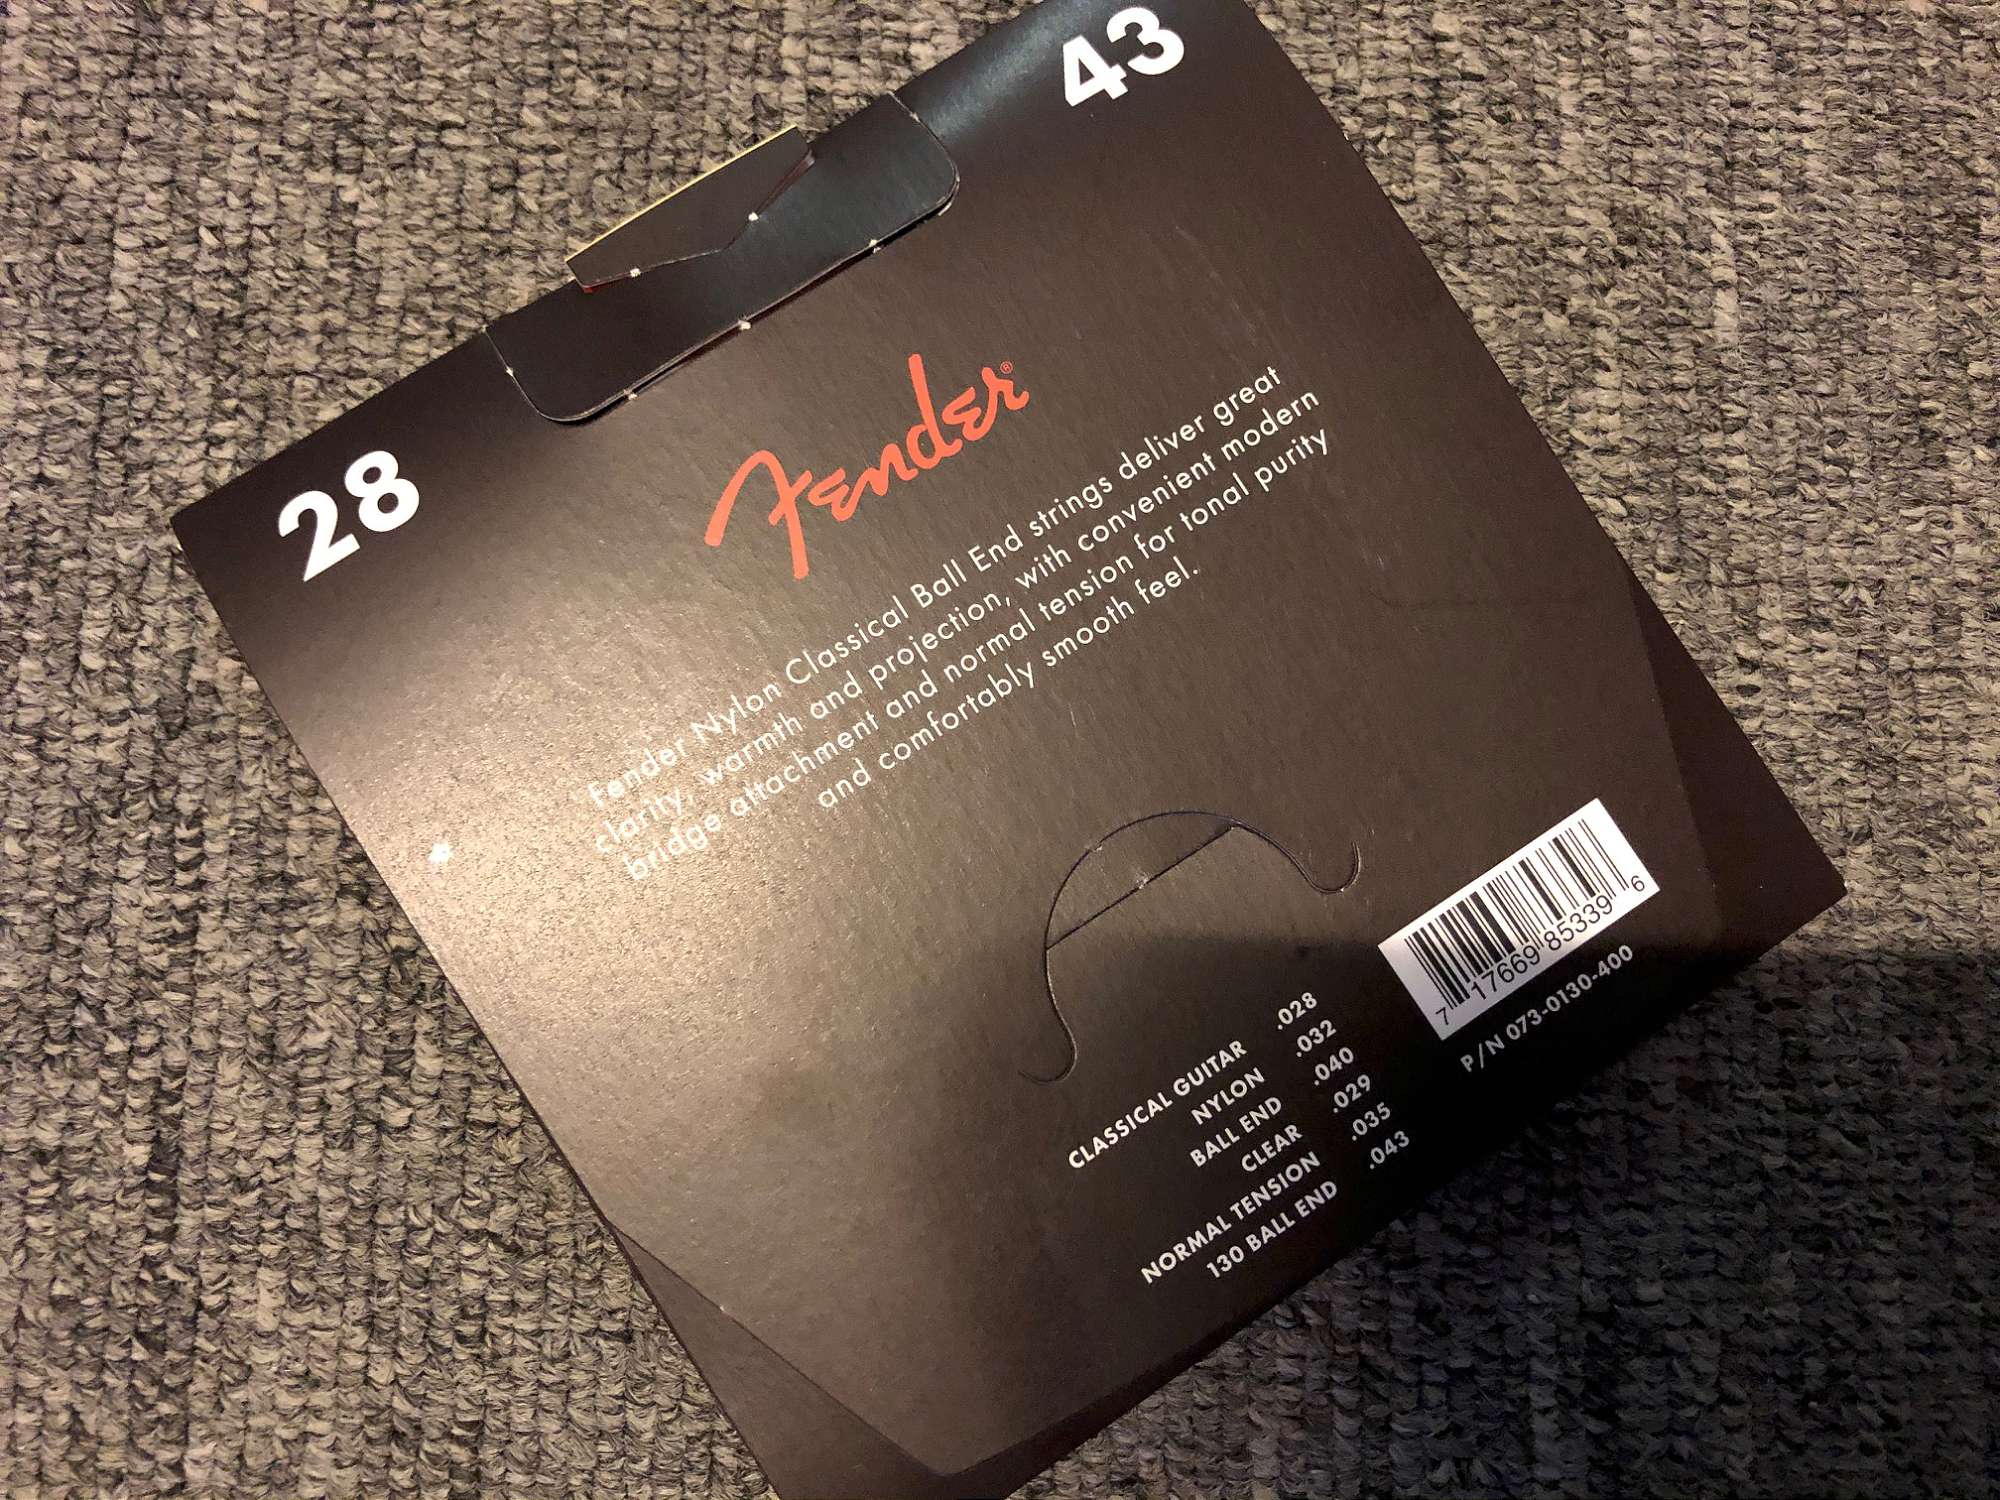 28
43
Fender®
Fender Nylon Classical Ball End strings deliver great
clarity, warmth and projection, with convenient modern
bridge attachment and normal tension for tonal purity
and comfortably smooth feel.
CLASSICAL GUITAR
NYLON
BALL END
CLEAR
NORMAL TENSION
130 BALL END
.028
.032
.040
.029
.035
.043
7 17669 85339 6
P/N 073-0130-400